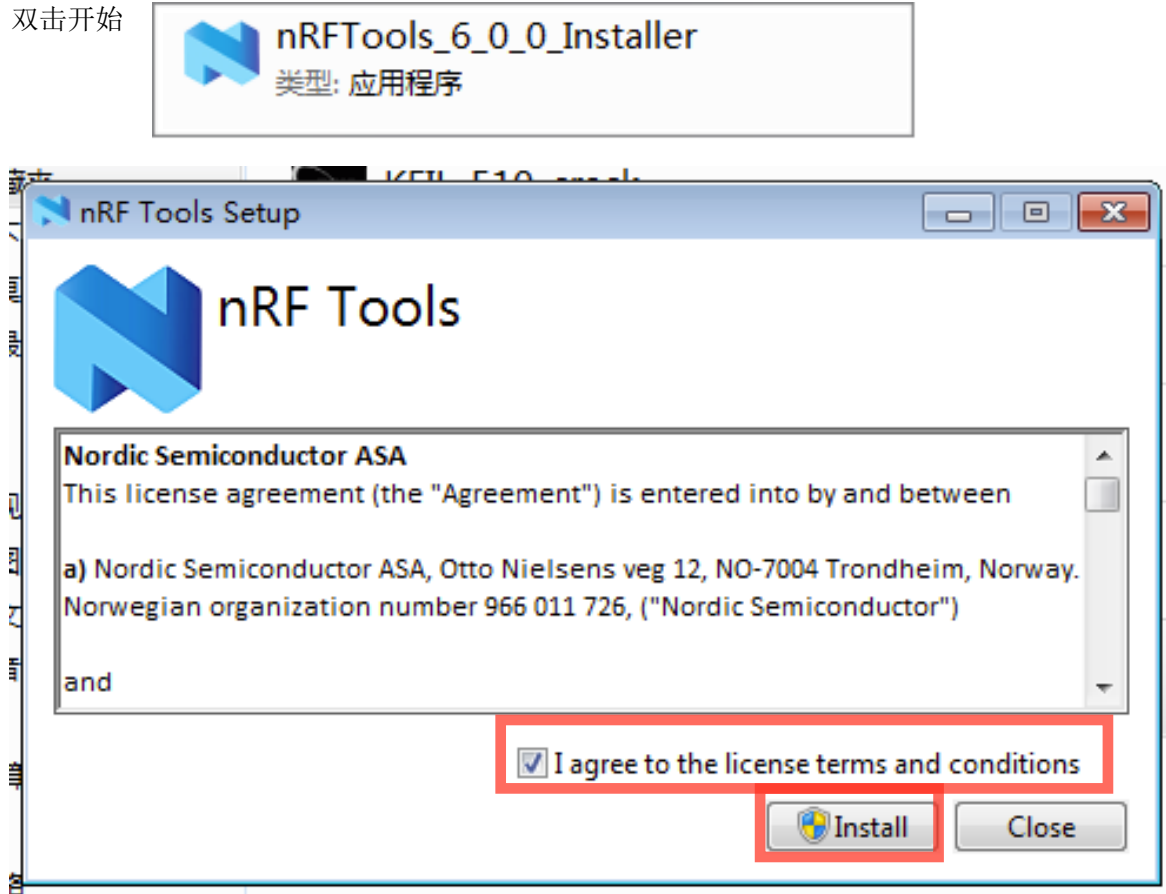 双击开始
nRFTools_6_0_0_Installer
类型: 应用程序
nRF Tools Setup
nRF Tools
Nordic Semiconductor ASA
This license agreement (the "Agreement") is entered into by and between
a) Nordic Semiconductor ASA, Otto Nielsens veg 12, NO-7004 Trondheim, Norway.
Norwegian organization number 966 011 726, ("Nordic Semiconductor")
and
I agree to the license terms and conditions
Install
Close